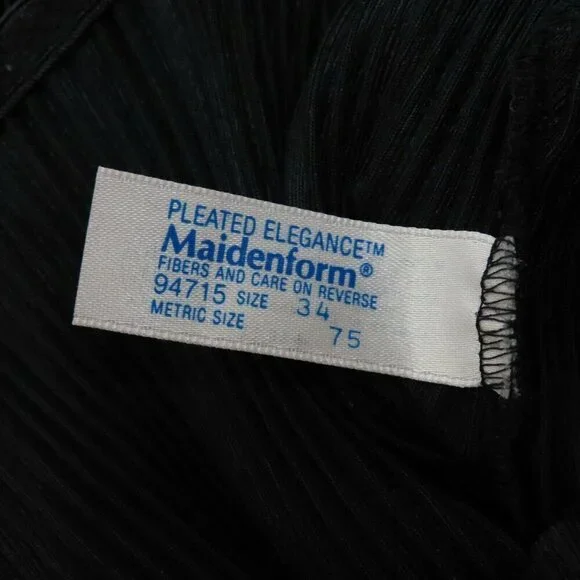 PLEATED ELEGANCE™
Maidenform®
FIBERS AND CARE ON REVERSE
94715 SIZE 34
METRIC SIZE 75